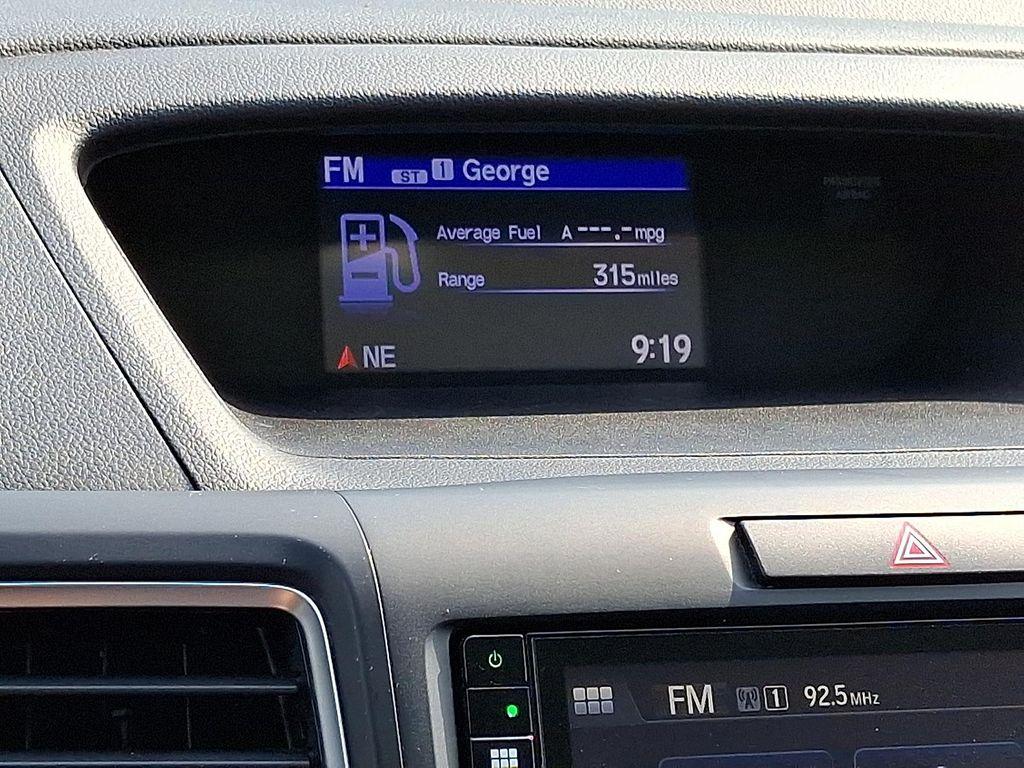 FM ST 1 George
Average Fuel A ---.- mpg
Range 315 miles
NE 9:19
FM 1 92.5 MHz